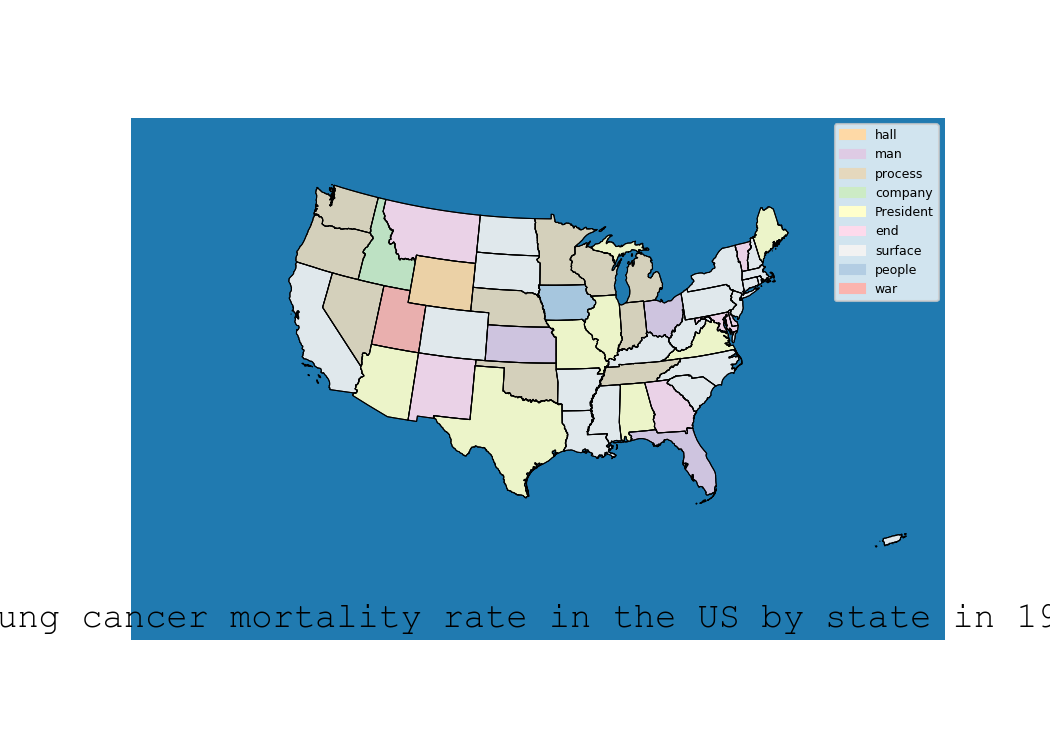 hall
man
process
company
President
end
surface
people
war
ung cancer mortality rate in the US by state in 19